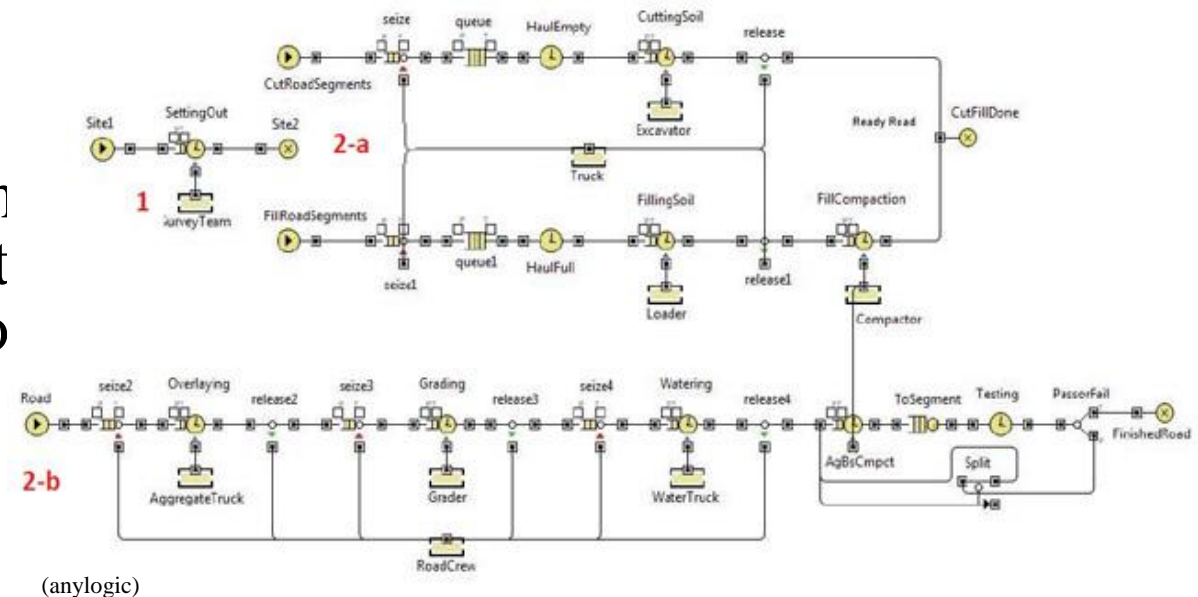 seize queue HaulEmpty CuttingSoil release
CutRoadSegments
Site1 SettingOut Site2
Excavator
Ready Road CutFillDone
2-a
Truck
1
FillRoadSegments
FillingSoil FillCompaction
seize1 queue1 HaulFull
release1
Loader
Compactor
Road seize2 Overlaying release2 seize3 Grading release3 seize4 Watering release4
ToSegment Testing PassorFail
FinishedRoad
AgBsCmpct Split
2-b
AggregateTruck Grader WaterTruck
RoadCrew
(anylogic)